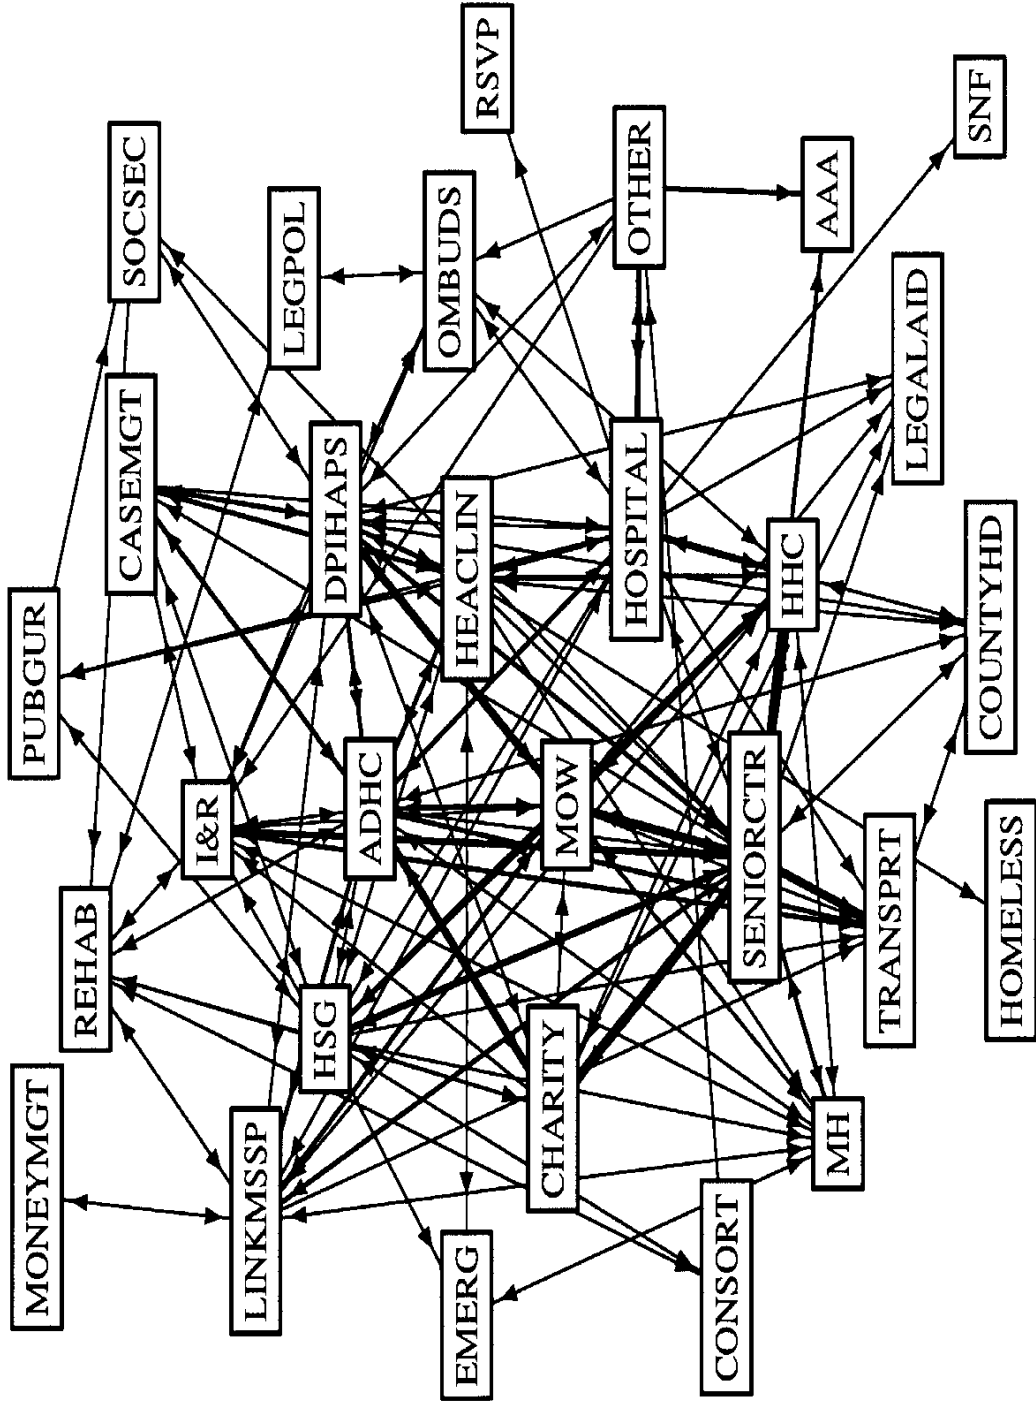 MONEYMGT
PUBGUR
SOCSEC
REHAB
CASEMGT
I&R
LEGPOL
LINKMSSP
HSG
ADHC
DPIHAPS
OMBUDS
RSVP
EMERG
HEACLIN
CHARITY
MOW
HOSPITAL
OTHER
CONSORT
SENIORCTR
HHC
AAA
SNF
MH
TRANSPRT
LEGALAID
HOMELESS
COUNTYHD